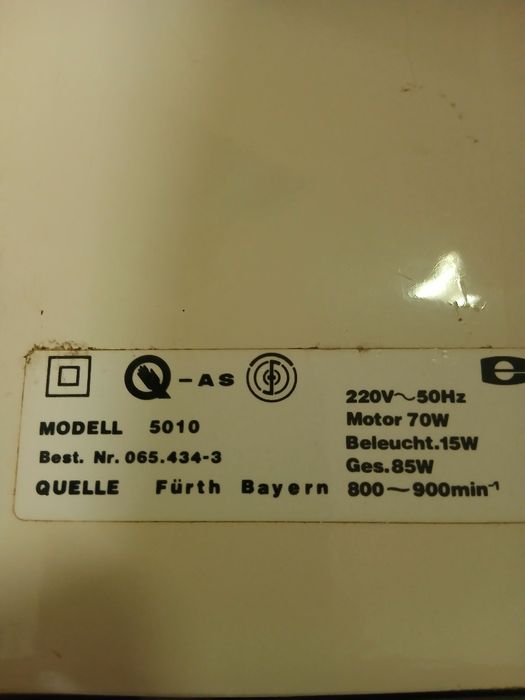 Q-AS
MODELL 5010
Best. Nr. 065.434-3
QUELLE Fürth Bayern
220V~50Hz
Motor 70W
Beleucht.15W
Ges.85W
800~900min⁻¹